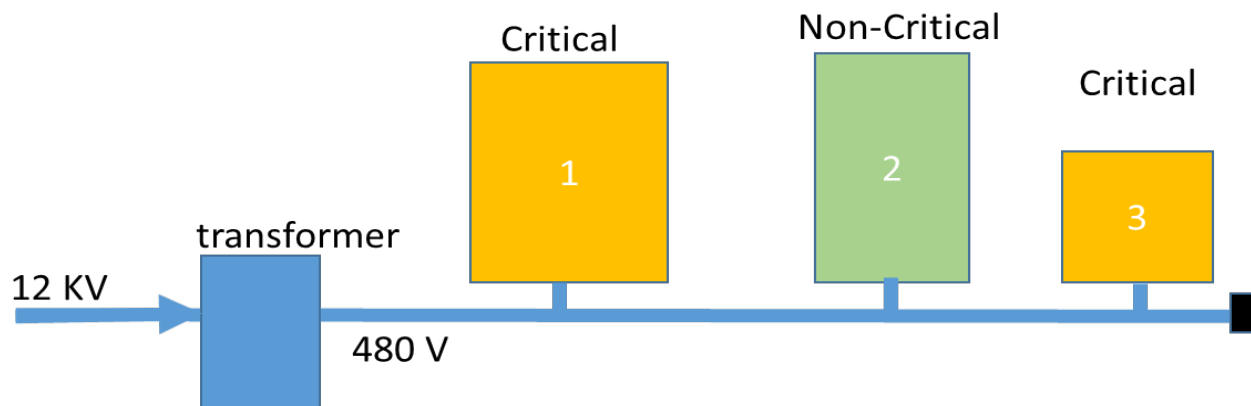 Critical
Non-Critical
Critical
1
2
3
transformer
12 KV
480 V